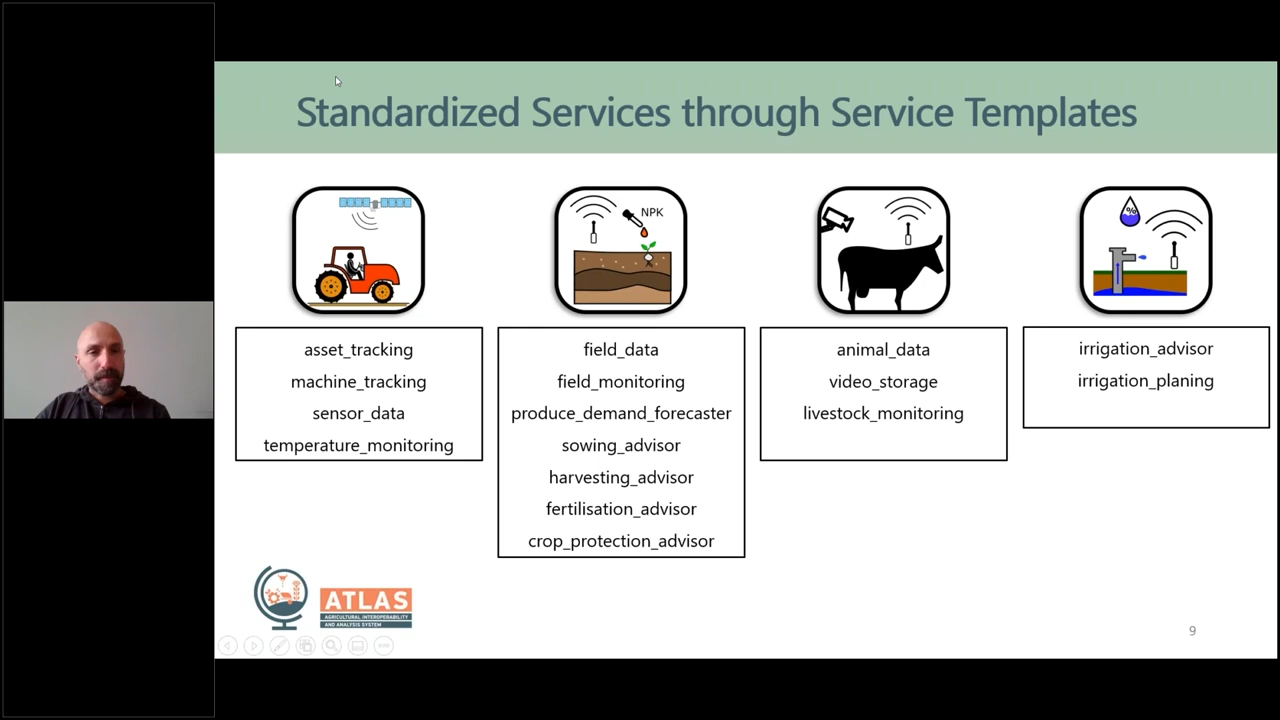 Standardized Services through Service Templates
NPK
%
asset_tracking
machine_tracking
sensor_data
temperature_monitoring
field_data
field_monitoring
produce_demand_forecaster
sowing_advisor
harvesting_advisor
fertilisation_advisor
crop_protection_advisor
animal_data
video_storage
livestock_monitoring
irrigation_advisor
irrigation_planing
ATLAS
AGRICULTURAL INTEROPERABILITY
AND ANALYSIS SYSTEM
9